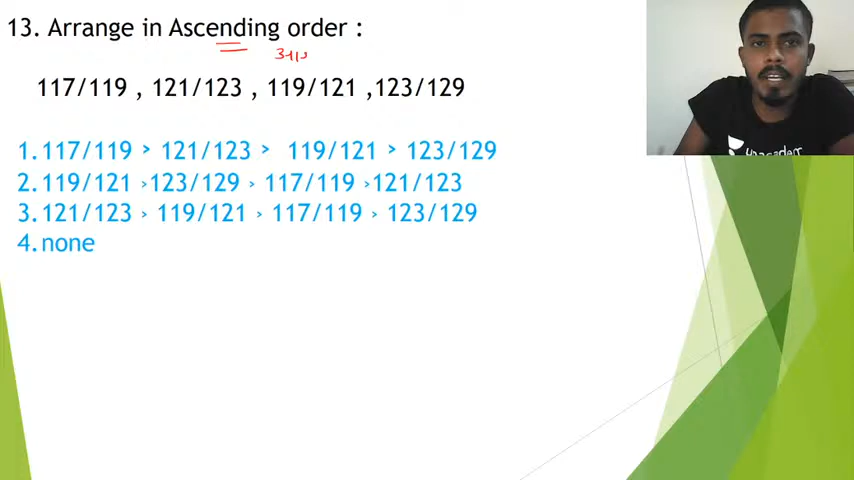 13. Arrange in Ascending order :
117/119 , 121/123 , 119/121 ,123/129
1.117/119 > 121/123 > 119/121 > 123/129
2.119/121 >123/129 > 117/119 >121/123
3.121/123 > 119/121 > 117/119 > 123/129
4.none